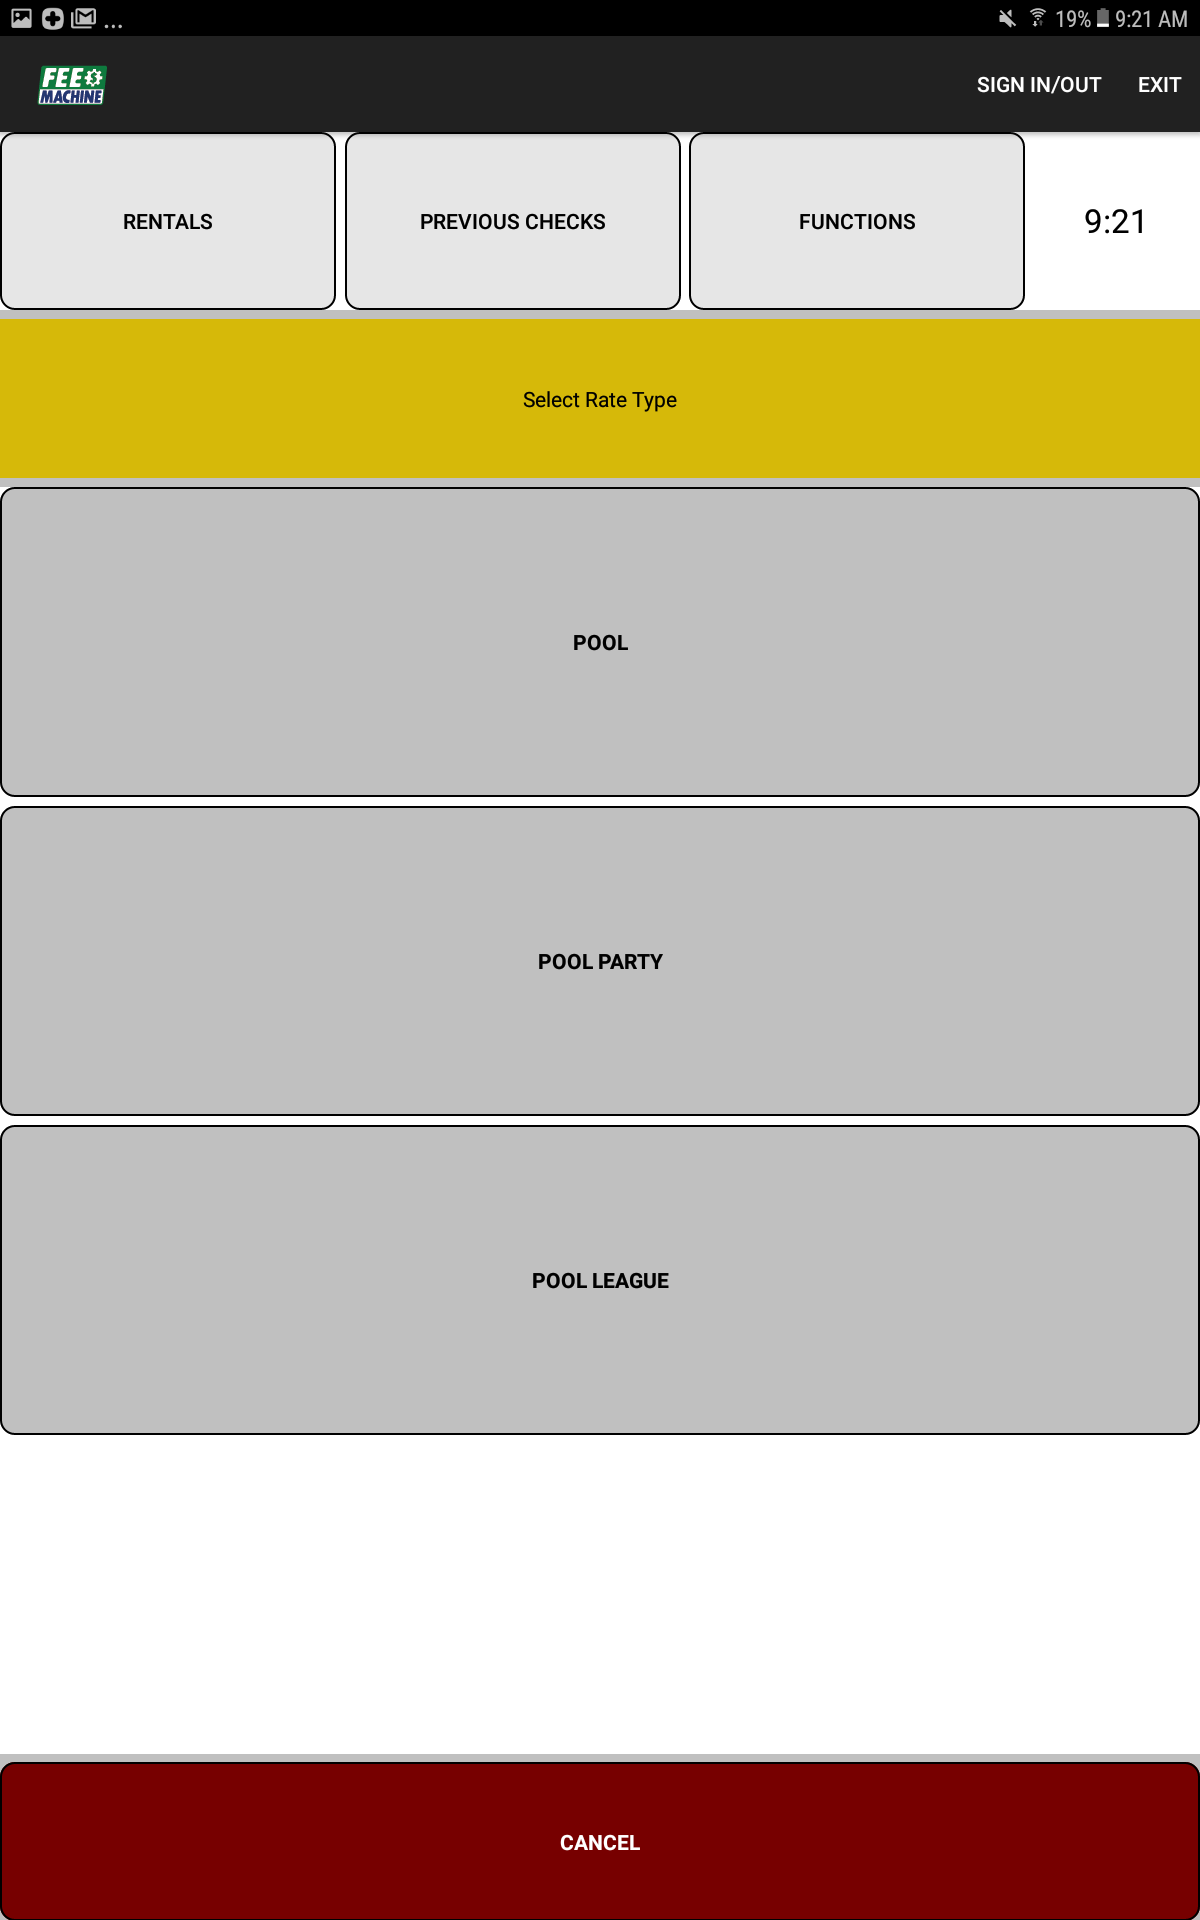 ... 19% 9:21 AM
FEE
MACHINE
SIGN IN/OUT EXIT
RENTALS PREVIOUS CHECKS FUNCTIONS 9:21
Select Rate Type
POOL
POOL PARTY
POOL LEAGUE
CANCEL